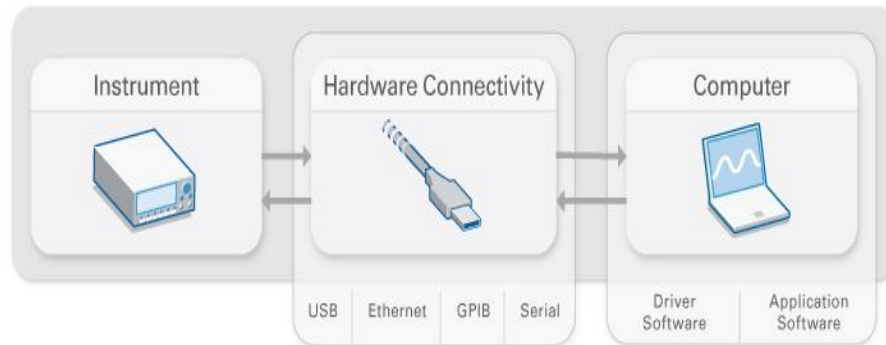 Instrument
Hardware Connectivity
Computer
USB
Ethernet
GPIB
Serial
Driver
Software
Application
Software